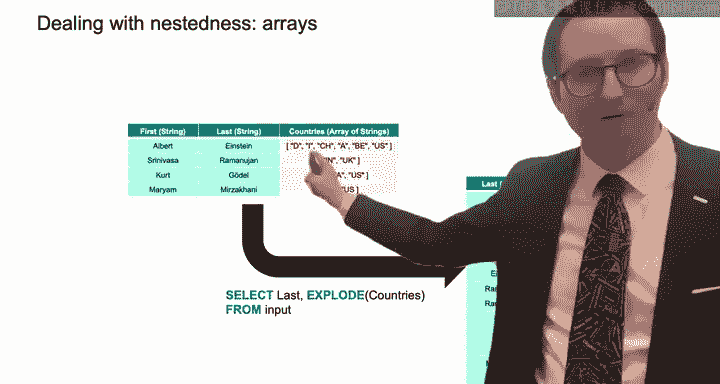 Dealing with nestedness: arrays
First (String) Last (String) Countries (Array of Strings)
Albert Einstein [ "D", "I", "CH", "A", "BE", "US" ]
Srinivasa Ramanujan "UK" ]
Kurt Gödel "US" ]
Maryam Mirzakhani "US ]
Last
SELECT Last, EXPLODE(Countries)
FROM input